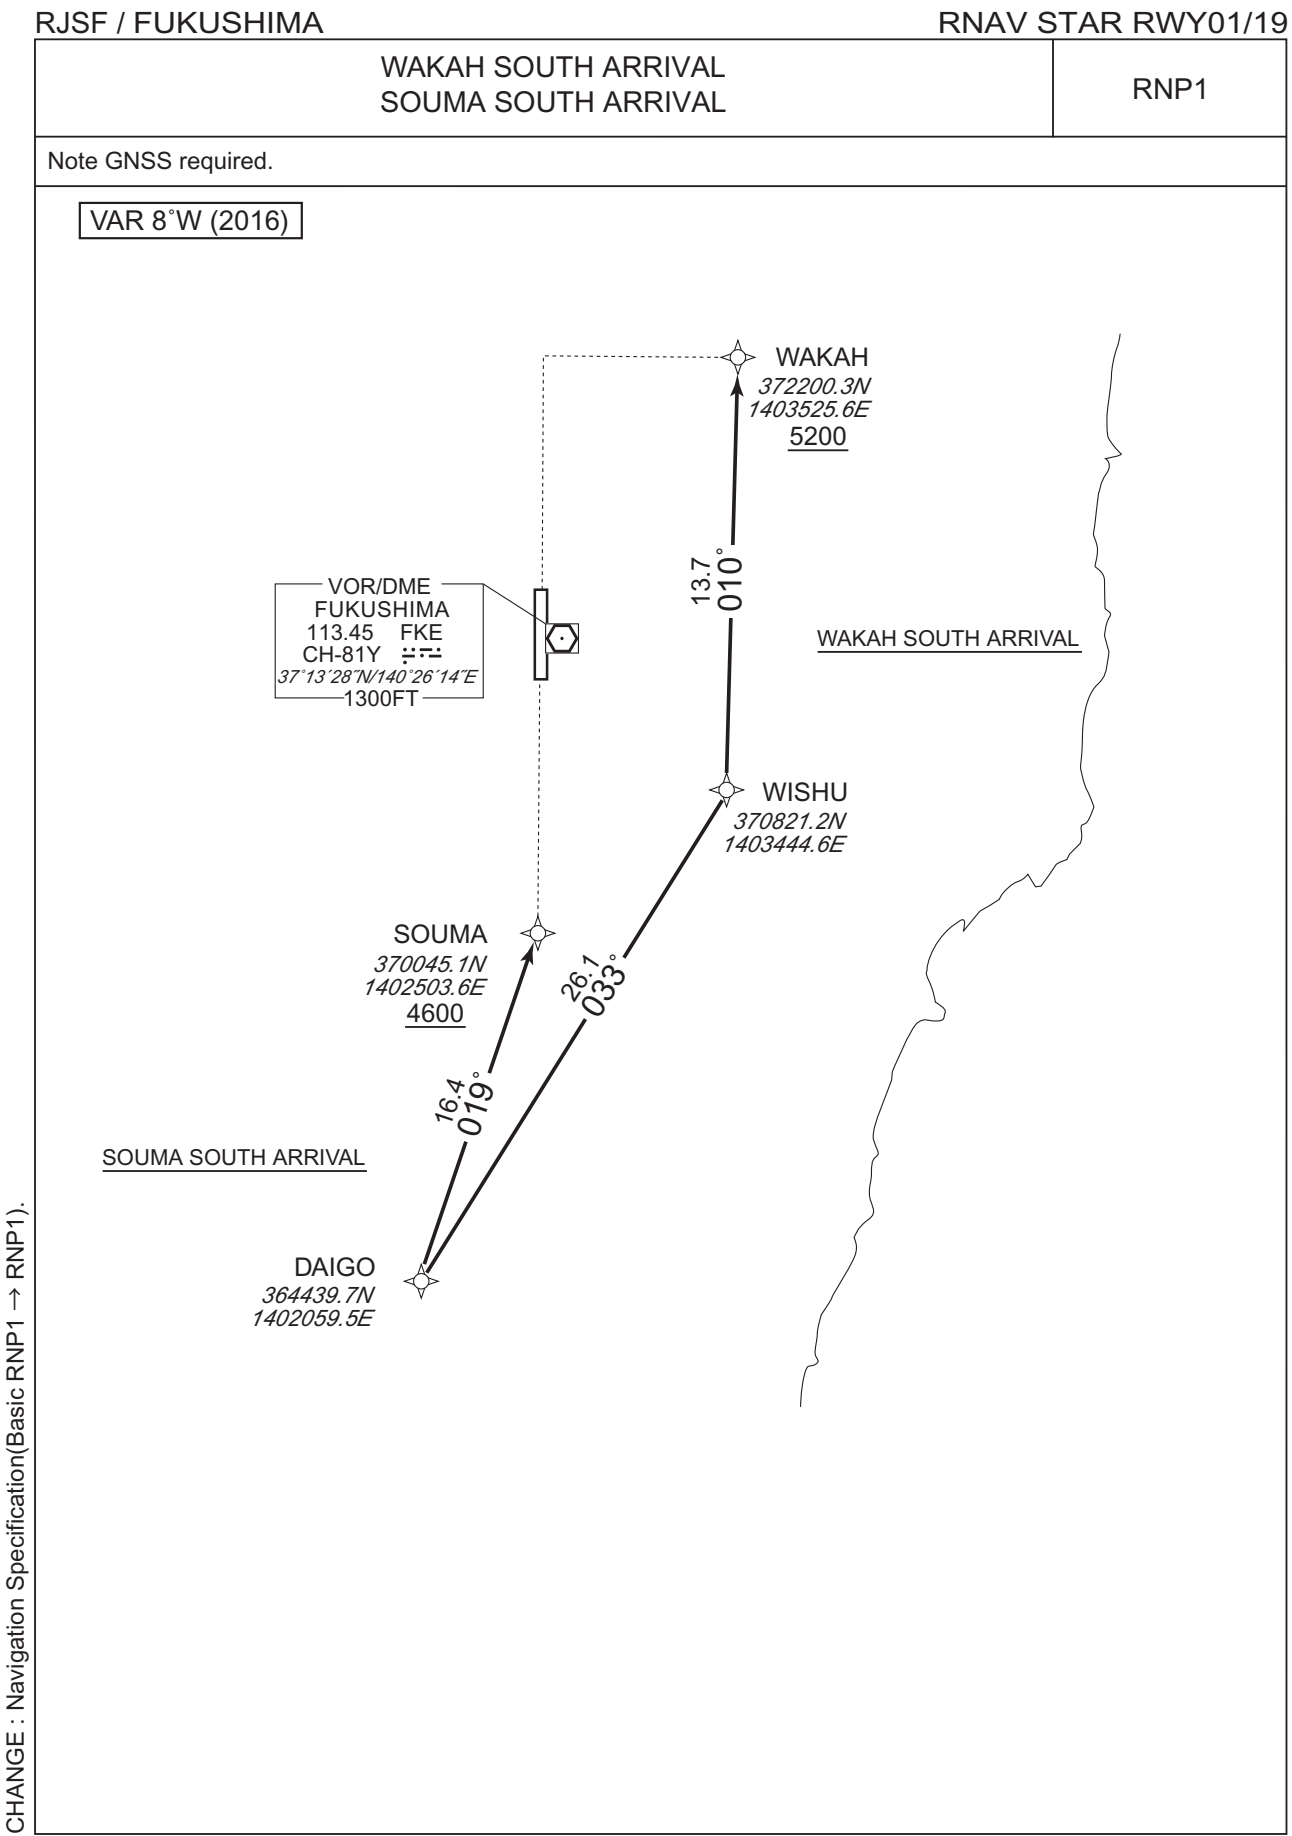 RJSF / FUKUSHIMA
RNAV STAR RWY01/19
WAKAH SOUTH ARRIVAL
SOUMA SOUTH ARRIVAL
RNP1
Note GNSS required.
VAR 8˚W (2016)
WAKAH
372200.3N
1403525.6E
5200
13.7
010˚
VOR/DME
FUKUSHIMA
113.45 FKE
CH-81Y
37˚13´28˝N/140˚26´14˝E
1300FT
WAKAH SOUTH ARRIVAL
WISHU
370821.2N
1403444.6E
SOUMA
370045.1N
1402503.6E
4600
26.1
033˚
16.4
019˚
SOUMA SOUTH ARRIVAL
DAIGO
364439.7N
1402059.5E
CHANGE : Navigation Specification(Basic RNP1 → RNP1).